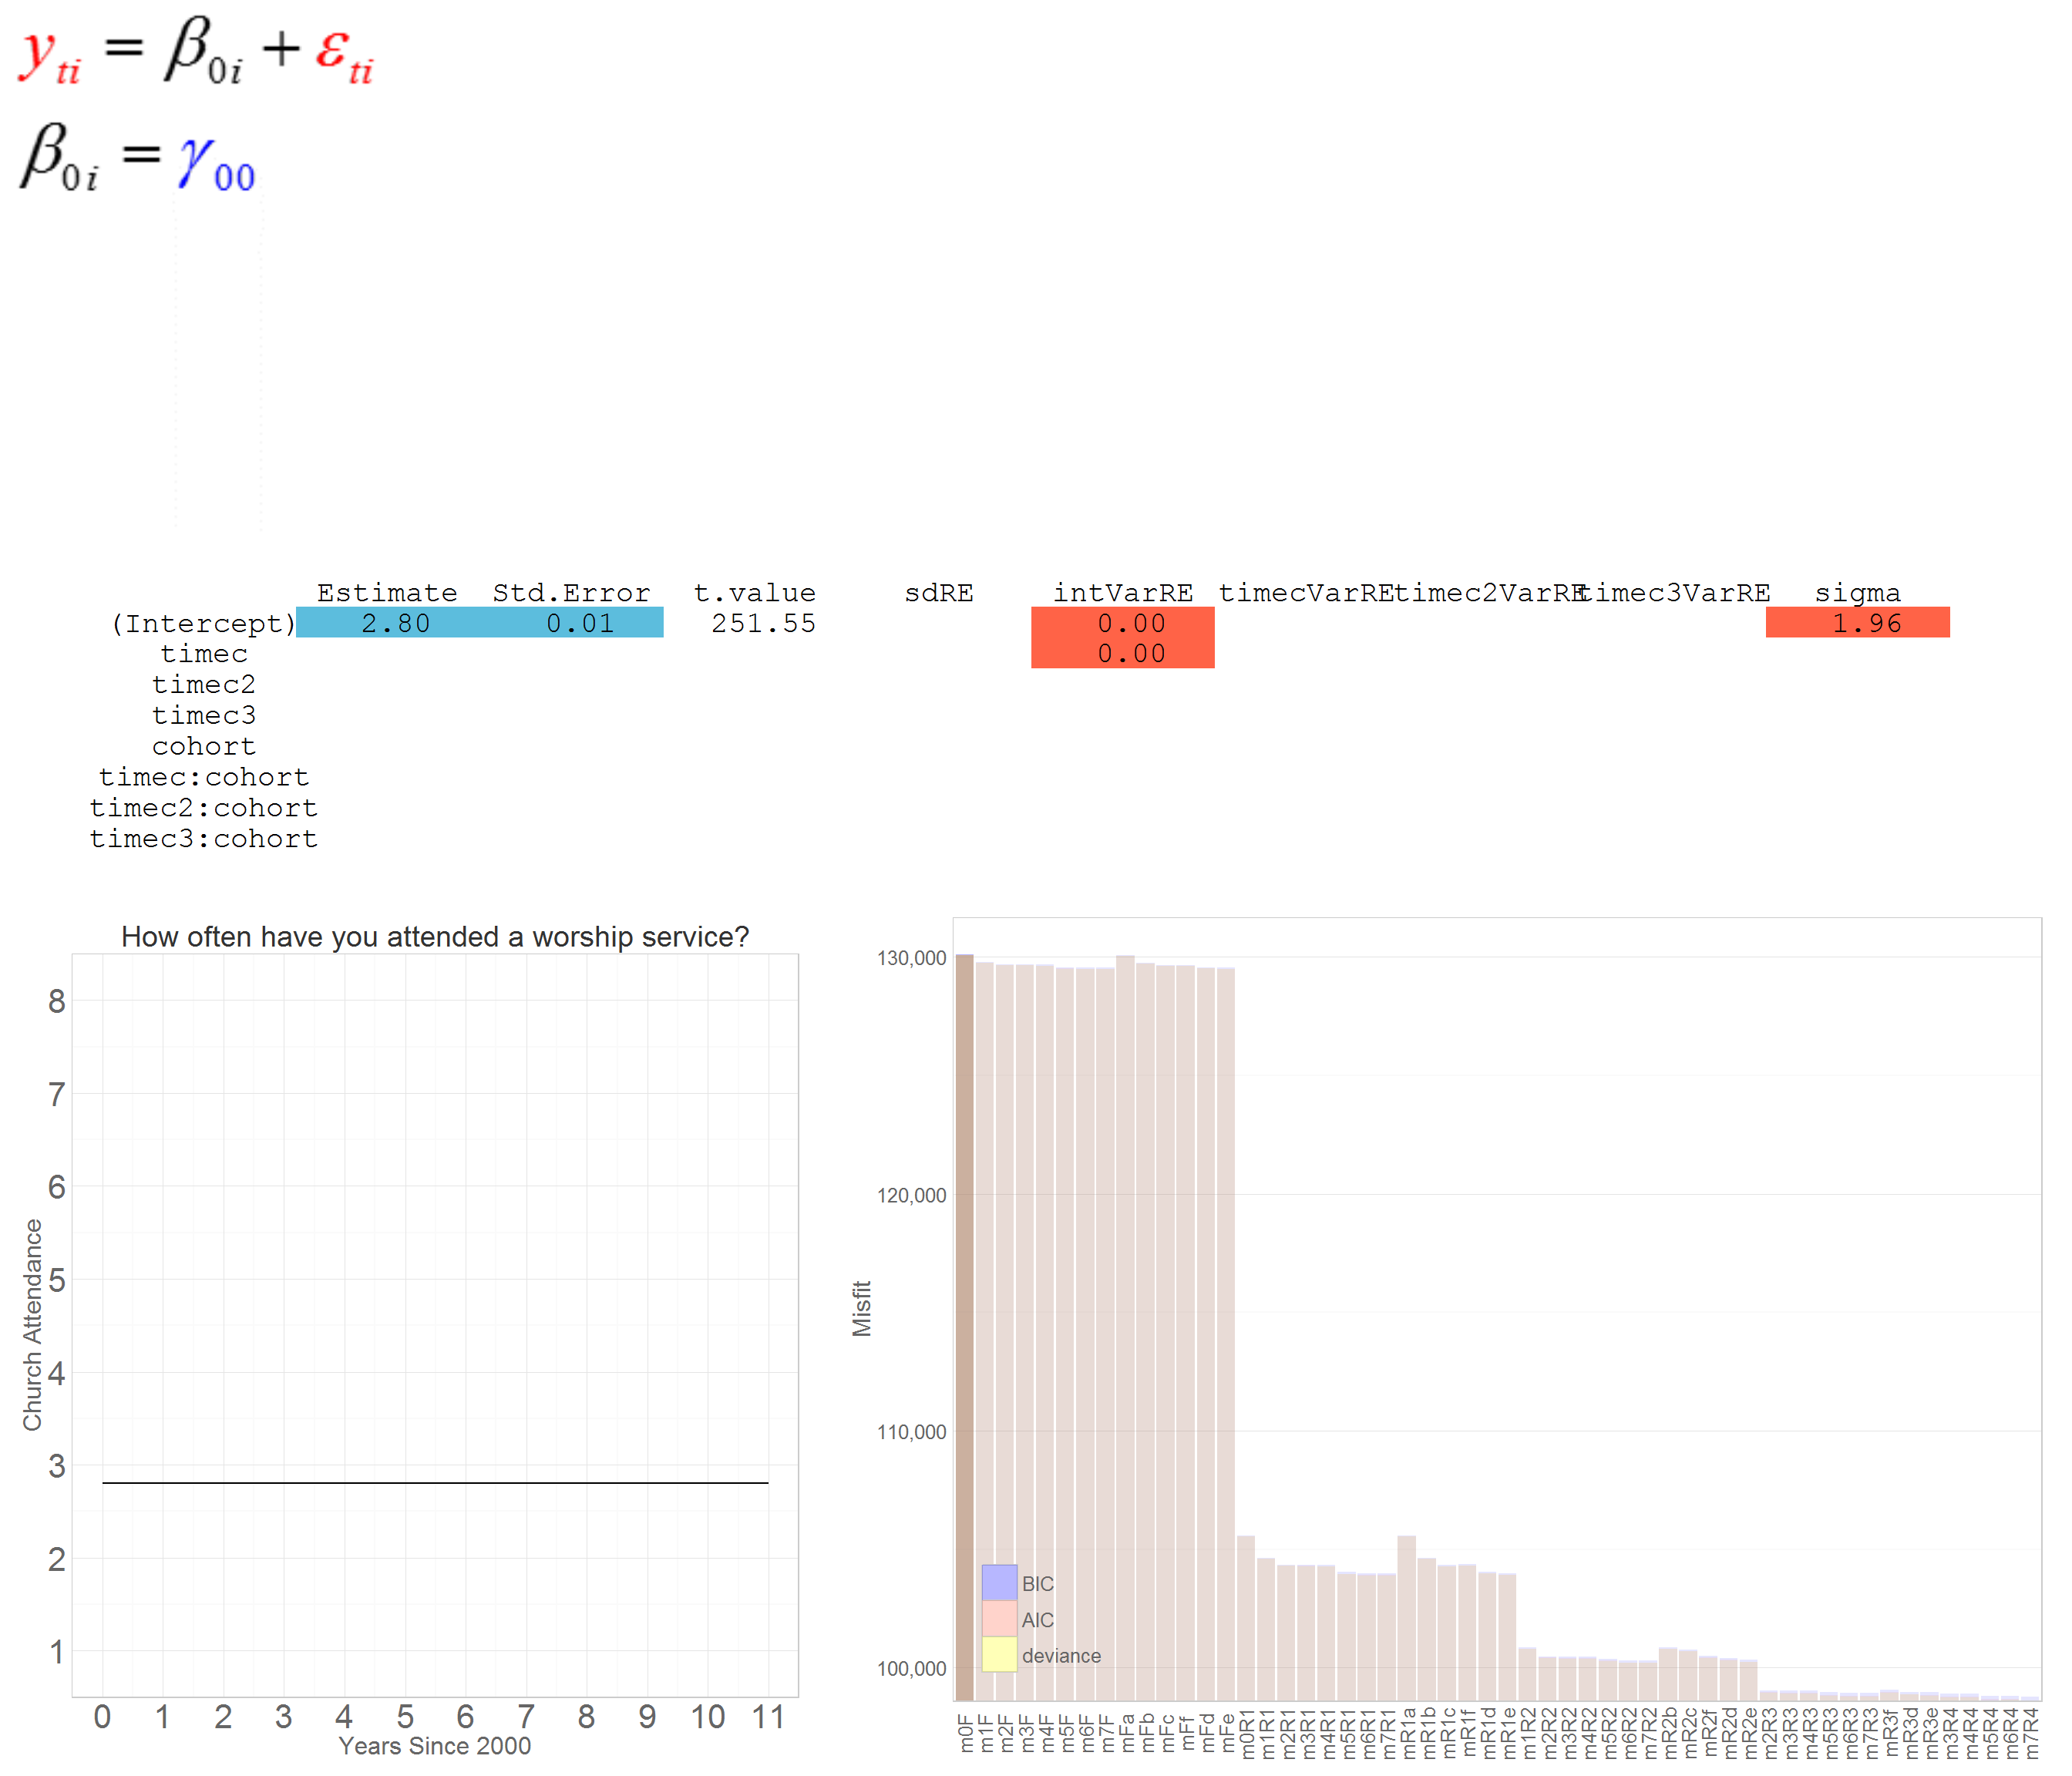 y_ti = β_0i + ε_ti
β_0i = γ_00
Estimate Std.Error t.value sdRE intVarRE timecVarRE timec2VarRE timec3VarRE sigma
(Intercept) 2.80 0.01 251.55 0.00 1.96
timec 0.00
timec2
timec3
cohort
timec:cohort
timec2:cohort
timec3:cohort
How often have you attended a worship service?
8
7
6
5
4
3
2
1
Church Attendance
0 1 2 3 4 5 6 7 8 9 10 11
Years Since 2000
130,000
120,000
110,000
100,000
Misfit
BIC
AIC
deviance
m0F m1F m2F m3F m4F m5F m6F m7F mFa mFb mFc mFf mFd mFe m0R1 m1R1 m2R1 m3R1 m4R1 m5R1 m6R1 m7R1 mR1a mR1b mR1c mR1f mR1d mR1e m1R2 m2R2 m3R2 m4R2 m5R2 m6R2 m7R2 mR2b mR2c mR2f mR2d mR2e m2R3 m3R3 m4R3 m5R3 m6R3 m7R3 mR3f mR3d mR3e m3R4 m4R4 m5R4 m6R4 m7R4